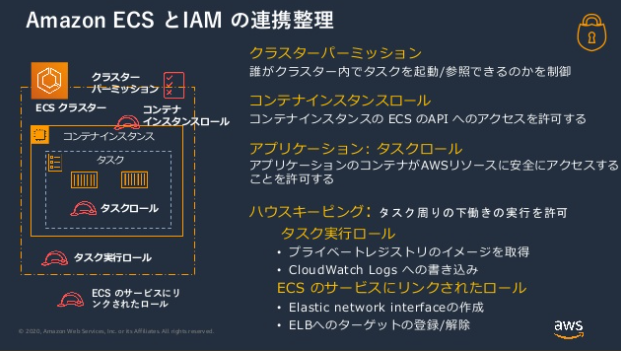 Amazon ECS とIAM の連携整理
クラスター
パーミッション
ECS クラスター
コンテナ
インスタンスロール
コンテナインスタンス
タスク
タスクロール
タスク実行ロール
ECS のサービスにリ
ンクされたロール
クラスターパーミッション
誰がクラスター内でタスクを起動/参照できるのかを制御
コンテナインスタンスロール
コンテナインスタンスの ECS のAPI へのアクセスを許可する
アプリケーション: タスクロール
アプリケーションのコンテナがAWSリソースに安全にアクセスする
ことを許可する
ハウスキーピング: タスク周りの下働きの実行を許可
タスク実行ロール
• プライベートレジストリのイメージを取得
• CloudWatch Logs への書き込み
ECS のサービスにリンクされたロール
• Elastic network interfaceの作成
• ELBへのターゲットの登録/解除
© 2020, Amazon Web Services, Inc. or its Affiliates. All rights reserved.
aws